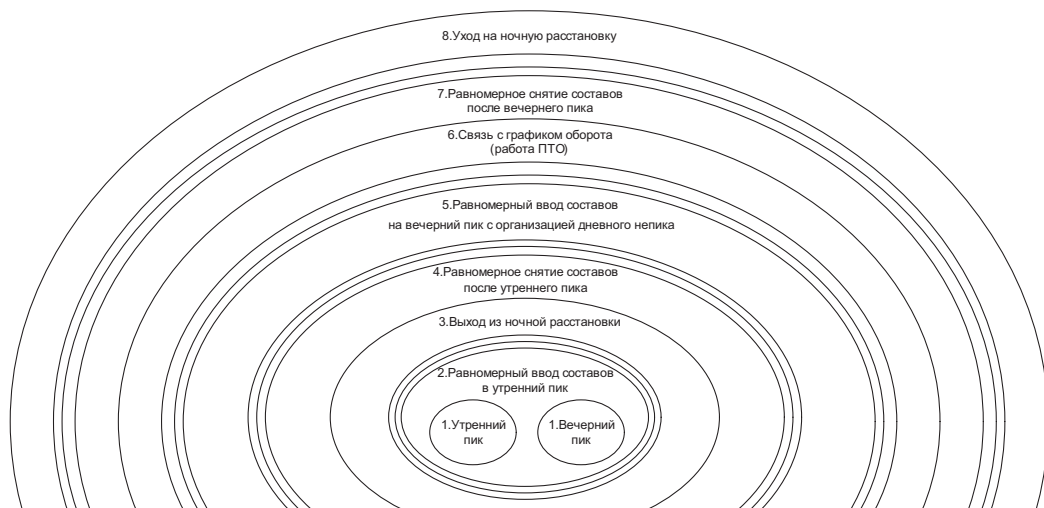 8.Уход на ночную расстановку
7.Равномерное снятие составов
после вечернего пика
6.Связь с графиком оборота
(работа ПТО)
5.Равномерный ввод составов
на вечерний пик с организацией дневного непика
4.Равномерное снятие составов
после утреннего пика
3.Выход из ночной расстановки
2.Равномерный ввод составов
в утренний пик
1.Утренний
пик
1.Вечерний
пик